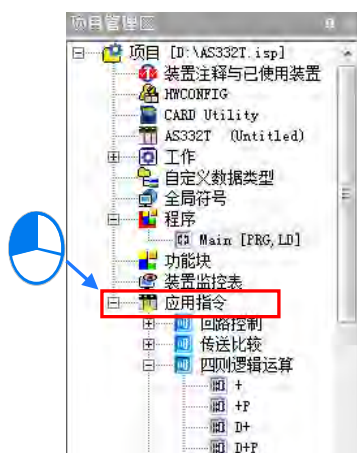 项目管理区
项目 [D:\AS332T.isp]
装置注释与已使用装置
HWCONFIG
CARD Utility
AS332T (Untitled)
工作
自定义数据类型
全局符号
程序
Main [PRG,LD]
功能块
装置监控表
应用指令
回路控制
传送比较
四则逻辑运算
+
+P
D+
D+P